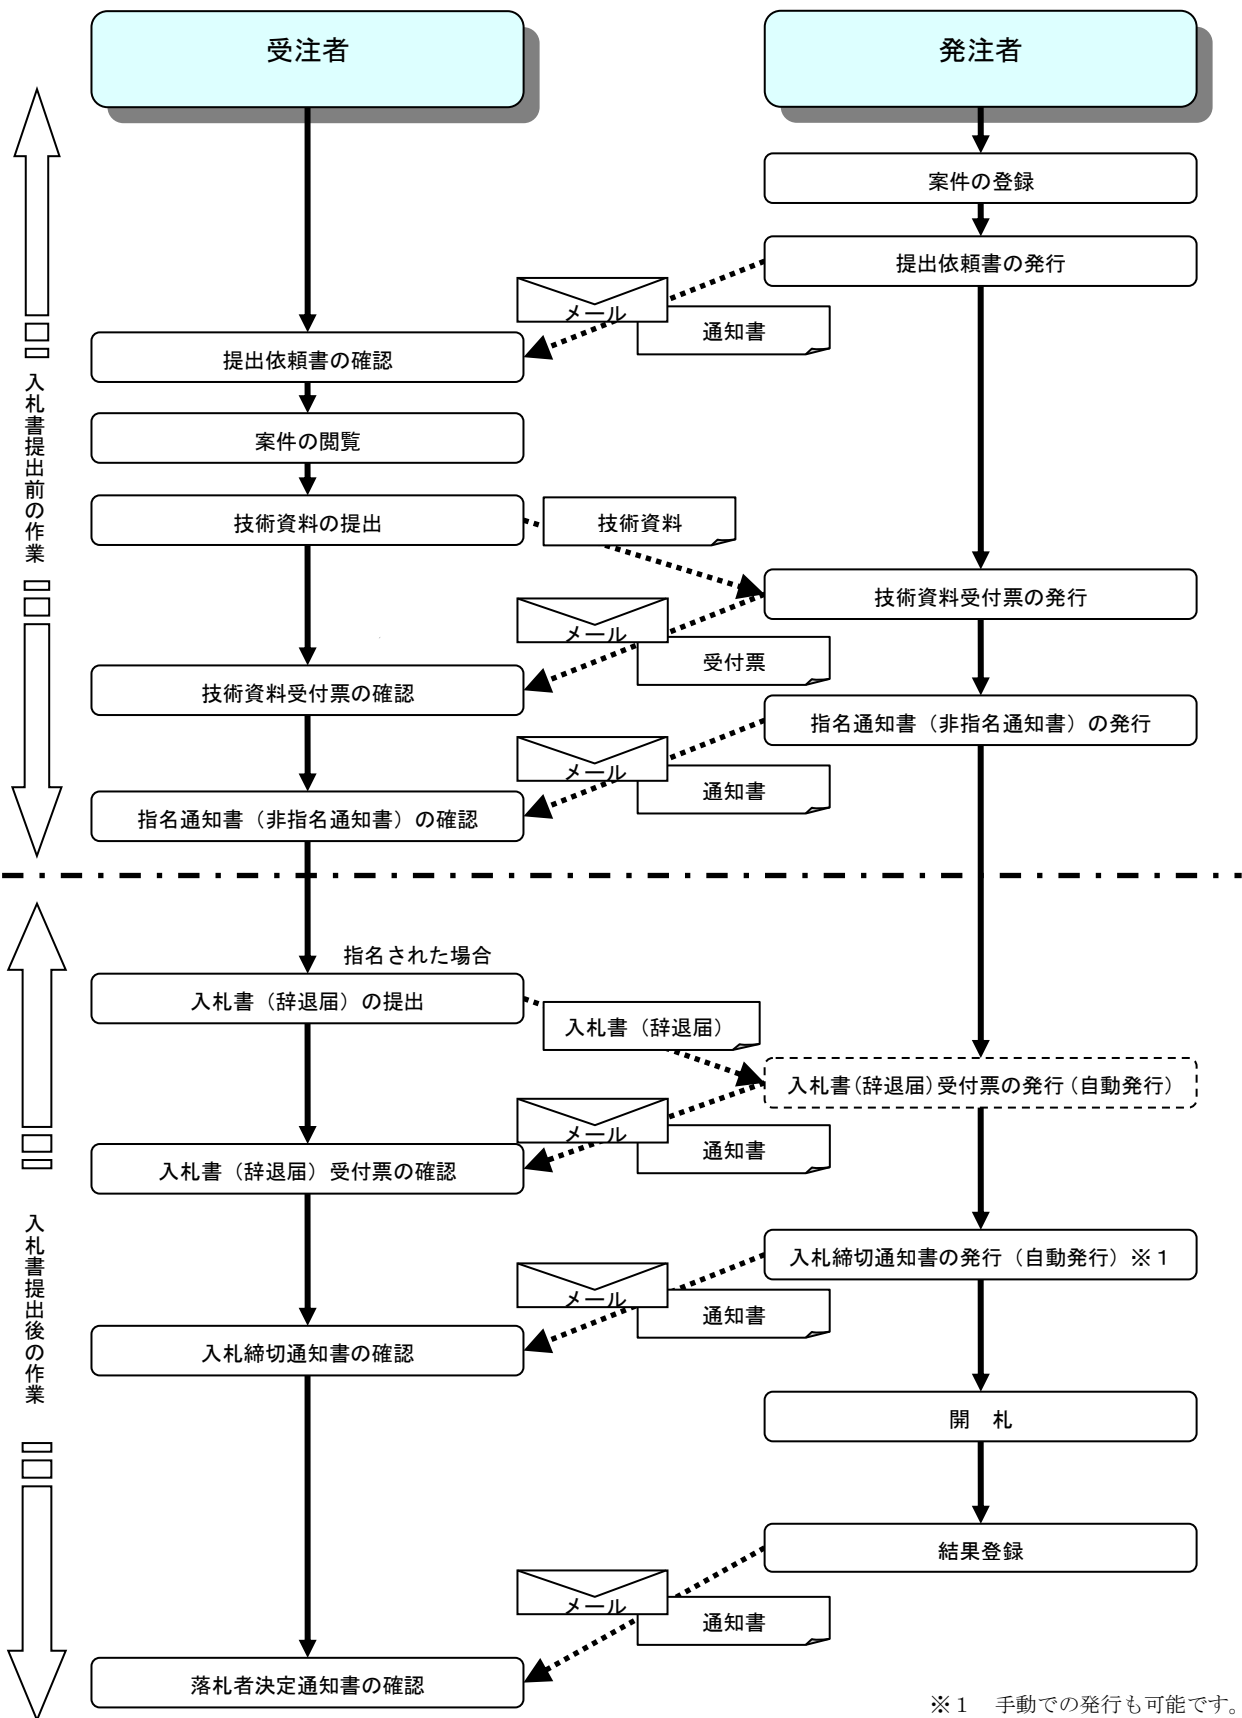 受注者
発注者
案件の登録
提出依頼書の発行
メール
通知書
提出依頼書の確認
案件の閲覧
技術資料の提出
技術資料
技術資料受付票の発行
メール
受付票
技術資料受付票の確認
指名通知書（非指名通知書）の発行
メール
通知書
指名通知書（非指名通知書）の確認
入札書提出前の作業
指名された場合
入札書（辞退届）の提出
入札書（辞退届）
入札書（辞退届）受付票の発行（自動発行）
メール
通知書
入札書（辞退届）受付票の確認
入札締切通知書の発行（自動発行）※１
メール
通知書
入札締切通知書の確認
開　札
結果登録
メール
通知書
落札者決定通知書の確認
入札書提出後の作業
※１　手動での発行も可能です。